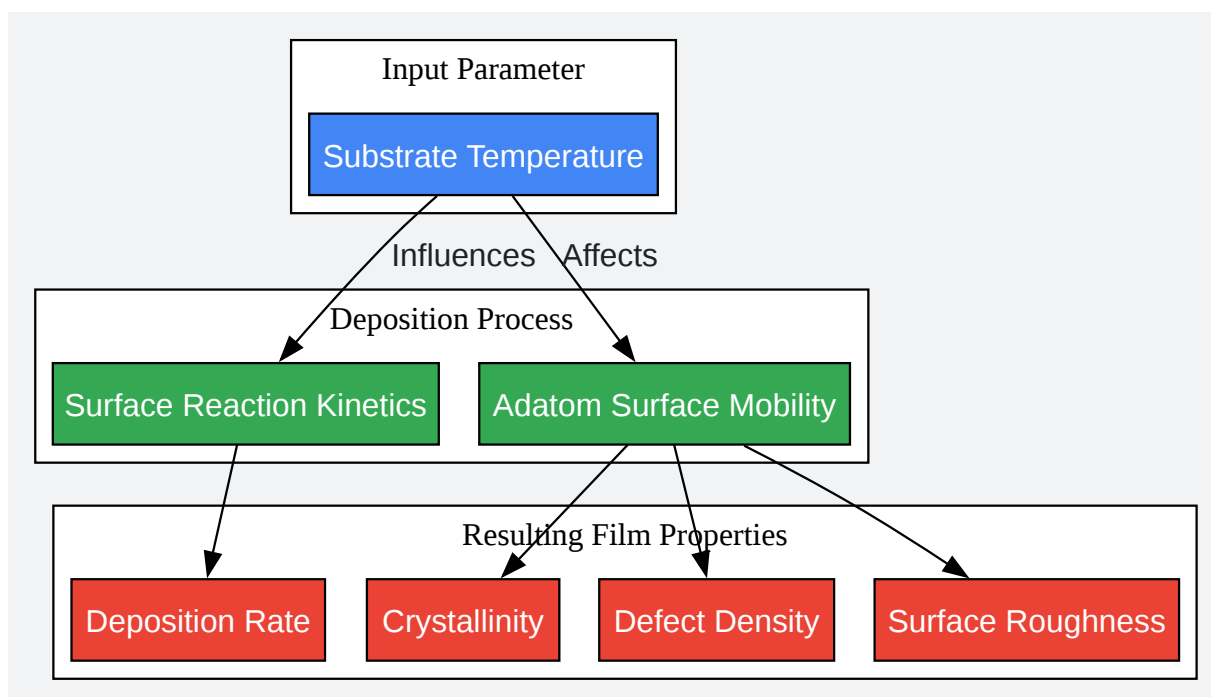 Input Parameter
Substrate Temperature
Influences
Affects
Deposition Process
Surface Reaction Kinetics
Adatom Surface Mobility
Resulting Film Properties
Deposition Rate
Crystallinity
Defect Density
Surface Roughness